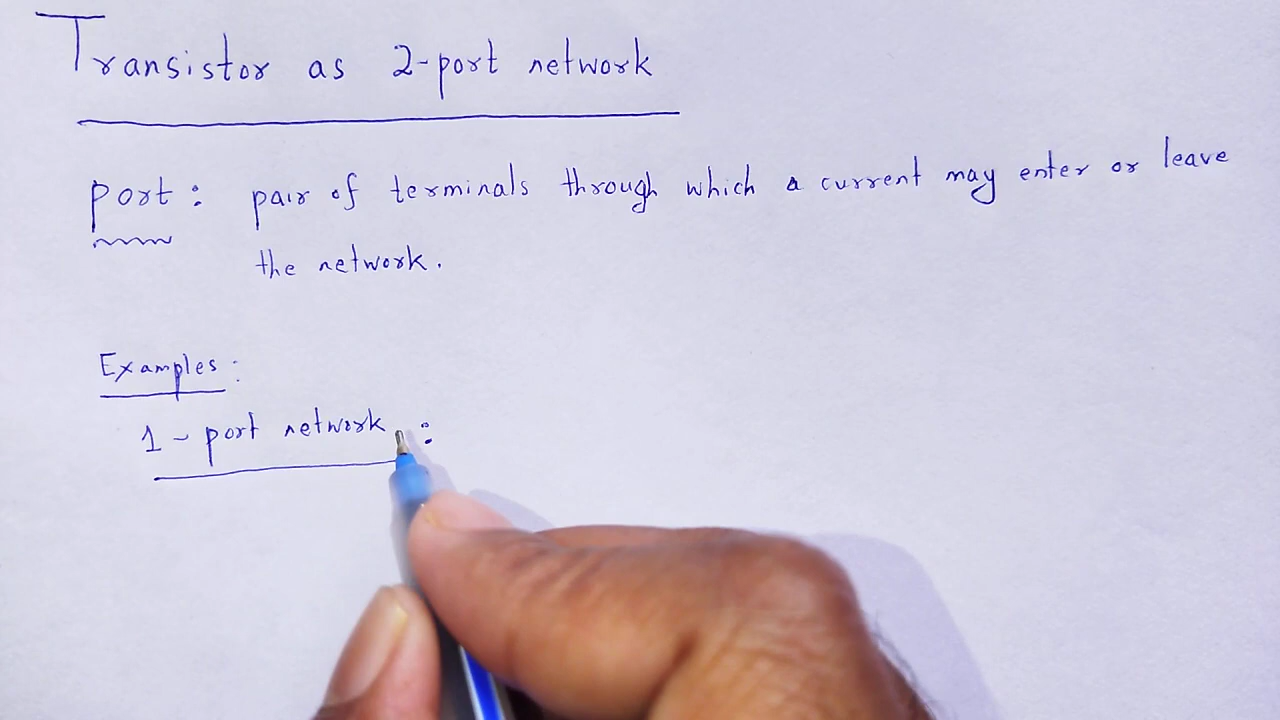 Transistor as 2-port network
port : pair of terminals through which a current may enter or leave
the network.
Examples :
1 - port network :